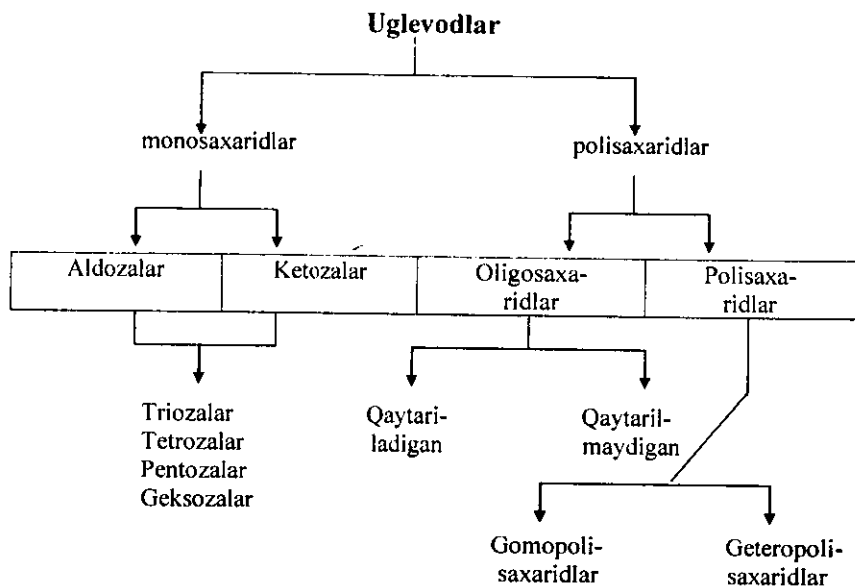 Uglevodlar
monosaxaridlar
polisaxaridlar
Aldozalar
Ketozalar
Oligosaxa-
ridlar
Polisaxa-
ridlar
Triozalar
Tetrozalar
Pentozalar
Geksozalar
Qaytari-
ladigan
Qaytaril-
maydigan
Gomopoli-
saxaridlar
Geteropoli-
saxaridlar